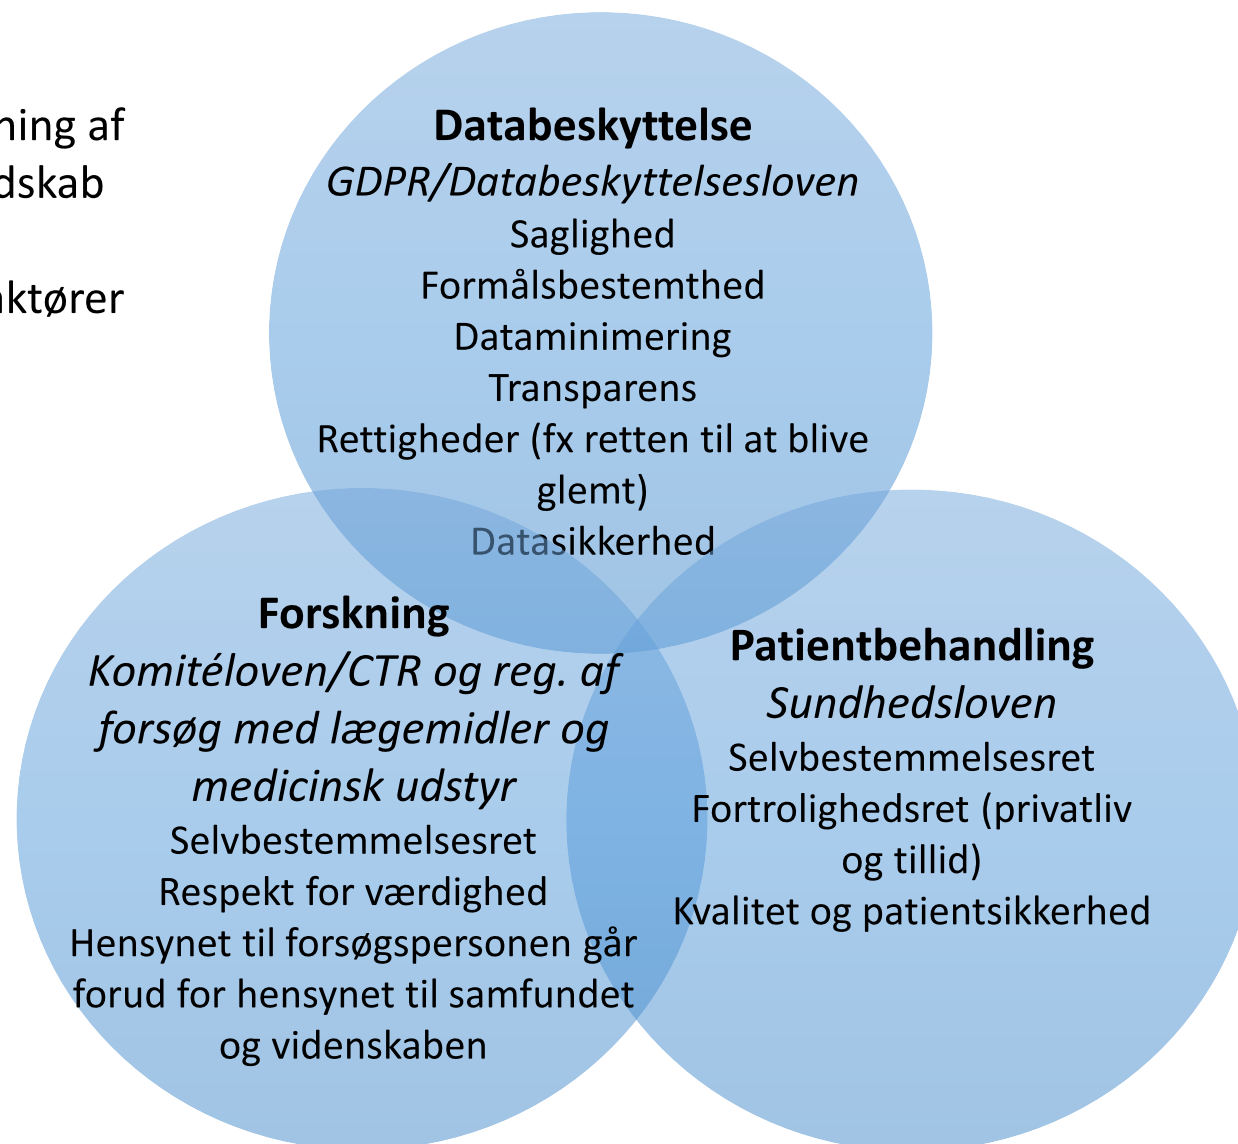 ning af
dskab
aktører
Databeskyttelse
GDPR/Databeskyttelsesloven
Saglighed
Formålsbestemthed
Dataminimering
Transparens
Rettigheder (fx retten til at blive
glemt)
Datasikkerhed
Forskning
Komitéloven/CTR og reg. af
forsøg med lægemidler og
medicinsk udstyr
Selvbestemmelsesret
Respekt for værdighed
Hensynet til forsøgspersonen går
forud for hensynet til samfundet
og videnskaben
Patientbehandling
Sundhedsloven
Selvbestemmelsesret
Fortrolighedsret (privatliv
og tillid)
Kvalitet og patientsikkerhed